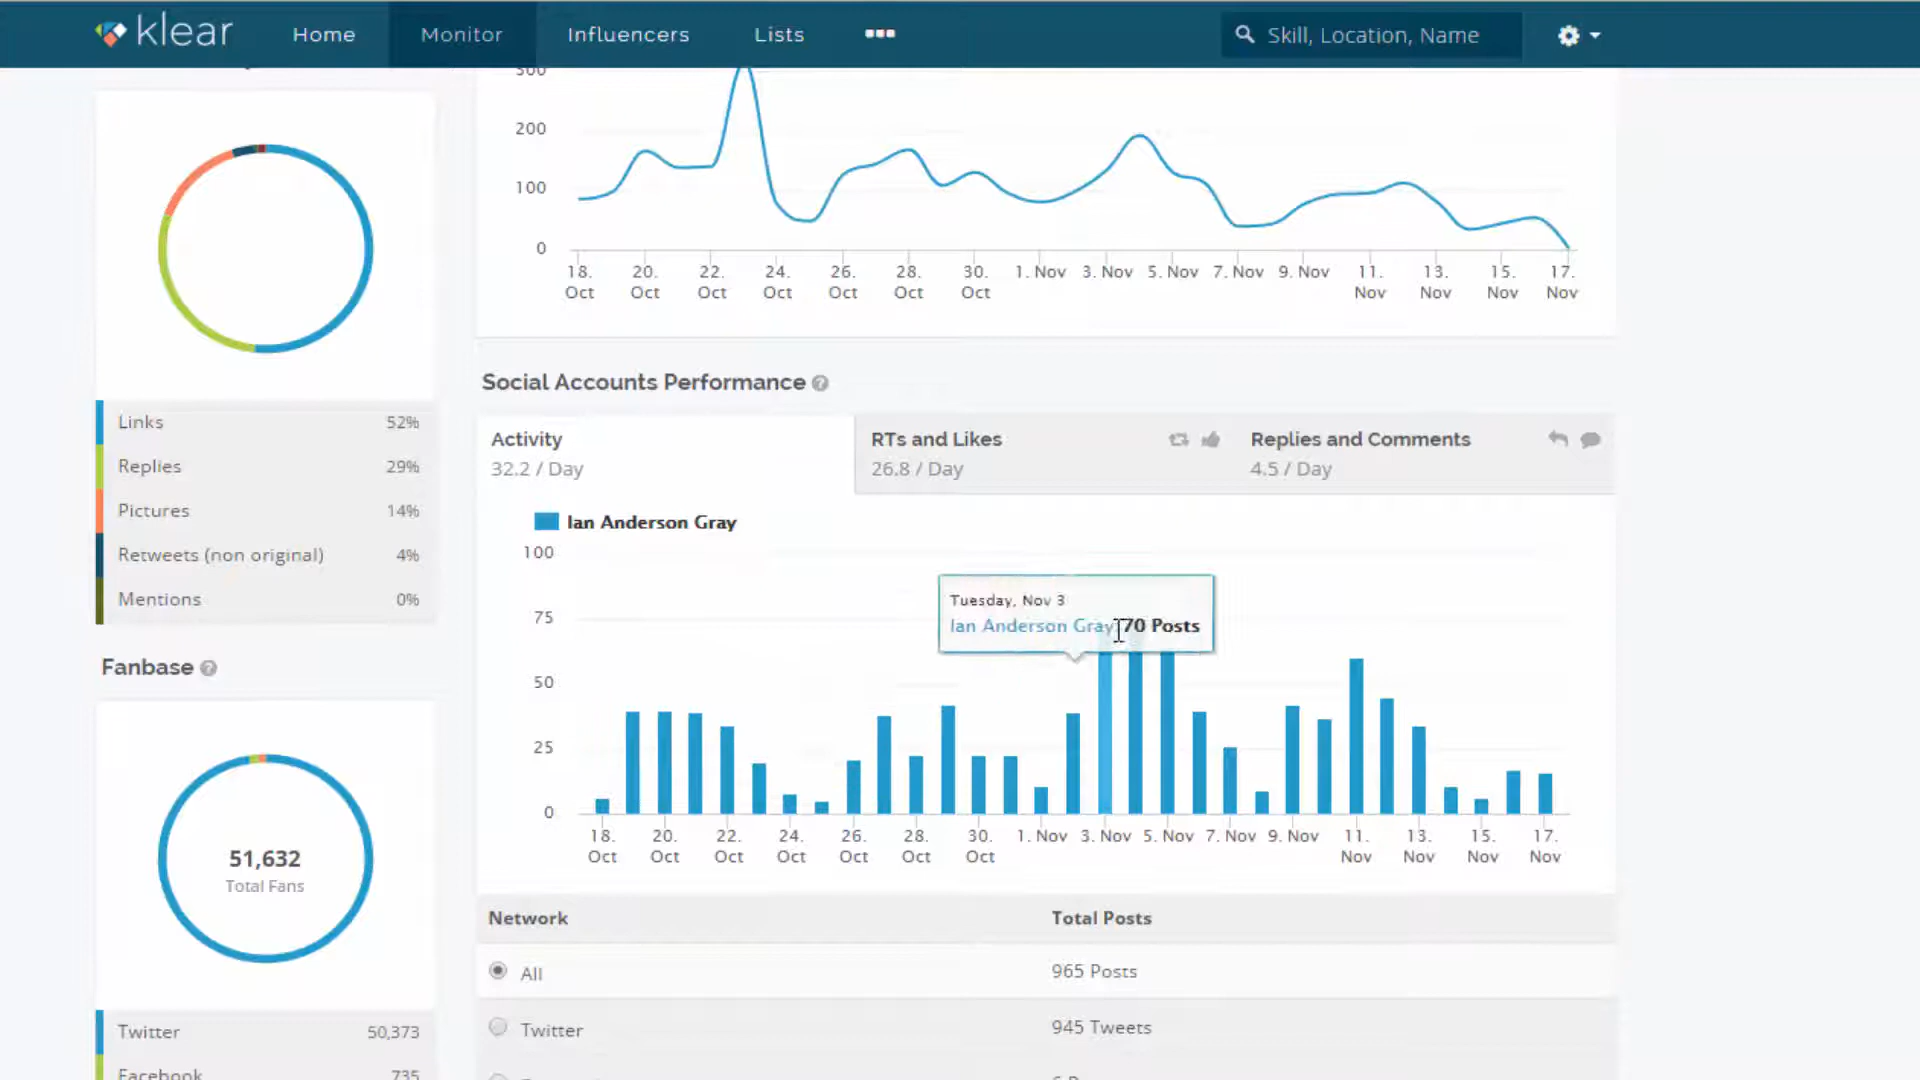 klear
Home
Monitor
Influencers
Lists
Skill, Location, Name
300
200
100
0
18. Oct
20. Oct
22. Oct
24. Oct
26. Oct
28. Oct
30. Oct
1. Nov
3. Nov
5. Nov
7. Nov
9. Nov
11. Nov
13. Nov
15. Nov
17. Nov
Links 52%
Replies 29%
Pictures 14%
Retweets (non original) 4%
Mentions 0%
Fanbase ?
51,632
Total Fans
Twitter 50,373
Facebook 735
Social Accounts Performance ?
Activity
32.2 / Day
RTs and Likes
26.8 / Day
Replies and Comments
4.5 / Day
Ian Anderson Gray
100
75
50
25
0
Tuesday, Nov 3
Ian Anderson Gray 70 Posts
18. Oct
20. Oct
22. Oct
24. Oct
26. Oct
28. Oct
30. Oct
1. Nov
3. Nov
5. Nov
7. Nov
9. Nov
11. Nov
13. Nov
15. Nov
17. Nov
Network Total Posts
All 965 Posts
Twitter 945 Tweets